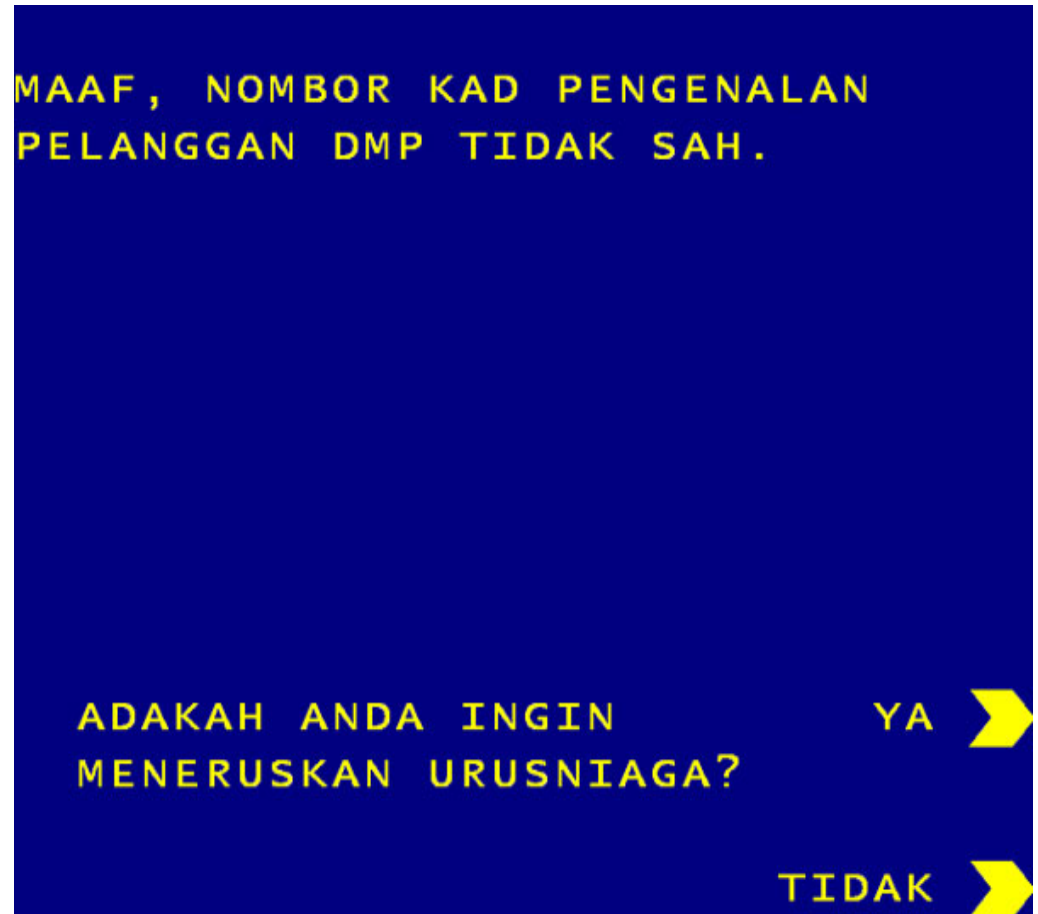 MAAF, NOMBOR KAD PENGENALAN
PELANGGAN DMP TIDAK SAH.
ADAKAH ANDA INGIN YA
MENERUSKAN URUSNIAGA?
TIDAK